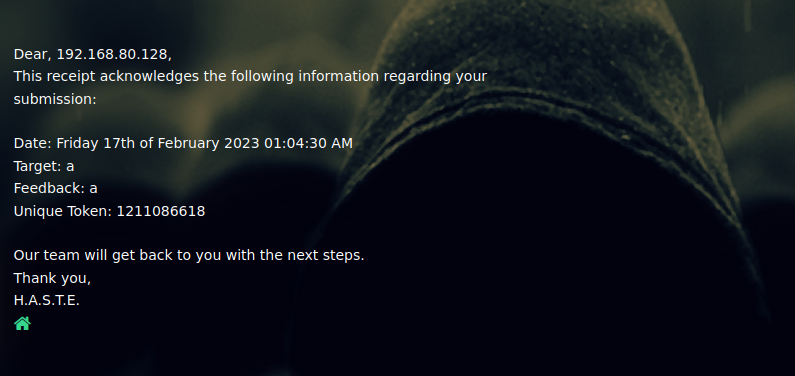 Dear, 192.168.80.128,
This receipt acknowledges the following information regarding your
submission:
Date: Friday 17th of February 2023 01:04:30 AM
Target: a
Feedback: a
Unique Token: 1211086618
Our team will get back to you with the next steps.
Thank you,
H.A.S.T.E.